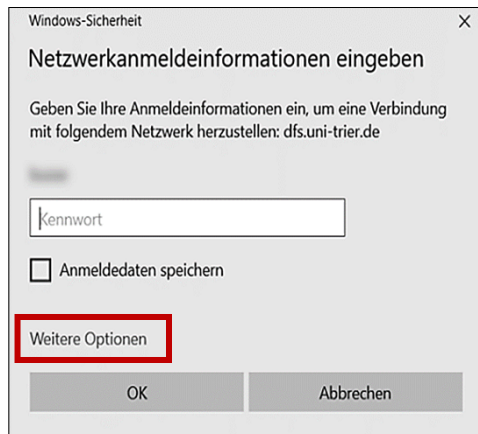 Windows-Sicherheit
Netzwerkanmeldeinformationen eingeben
Geben Sie Ihre Anmeldeinformationen ein, um eine Verbindung
mit folgendem Netzwerk herzustellen: dfs.uni-trier.de
Kennwort
Anmeldedaten speichern
Weitere Optionen
OK
Abbrechen